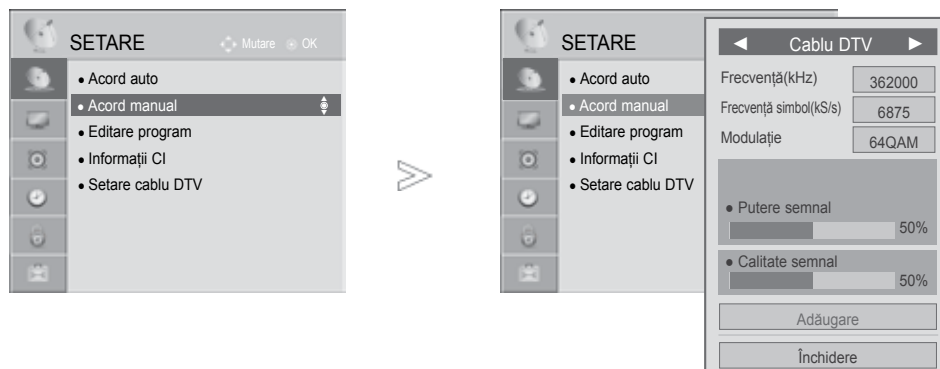 SETARE
Mutare OK
• Acord auto
• Acord manual
• Editare program
• Informații CI
• Setare cablu DTV
SETARE
• Acord auto
• Acord manual
• Editare program
• Informații CI
• Setare cablu DTV
◄ Cablu DTV ►
Frecvență(kHz) 362000
Frecvență simbol(kS/s) 6875
Modulație 64QAM
• Putere semnal
50%
• Calitate semnal
50%
Adăugare
Închidere